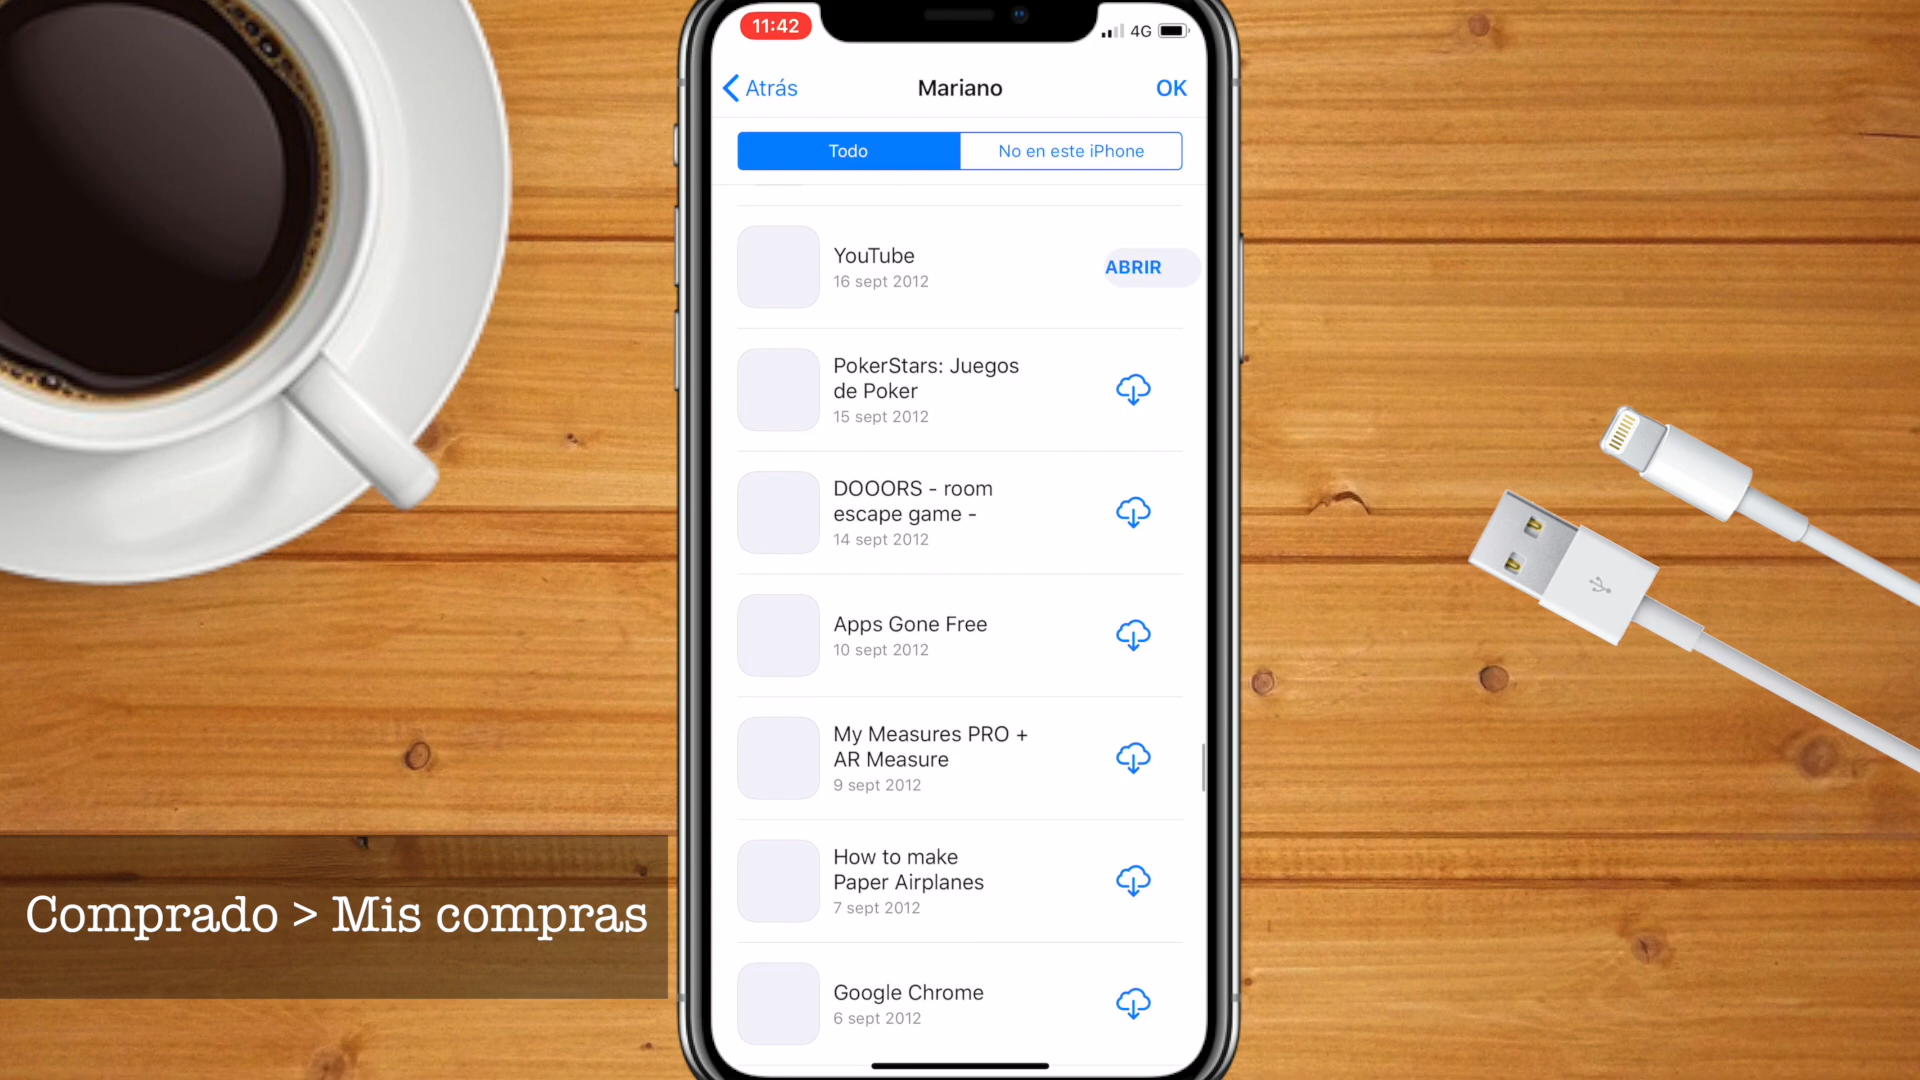 11:42
4G
Atrás
Mariano
OK
Todo
No en este iPhone
YouTube
16 sept 2012
ABRIR
PokerStars: Juegos
de Poker
15 sept 2012
DOOORS - room
escape game -
14 sept 2012
Apps Gone Free
10 sept 2012
My Measures PRO +
AR Measure
9 sept 2012
How to make
Paper Airplanes
7 sept 2012
Google Chrome
6 sept 2012
Comprado > Mis compras